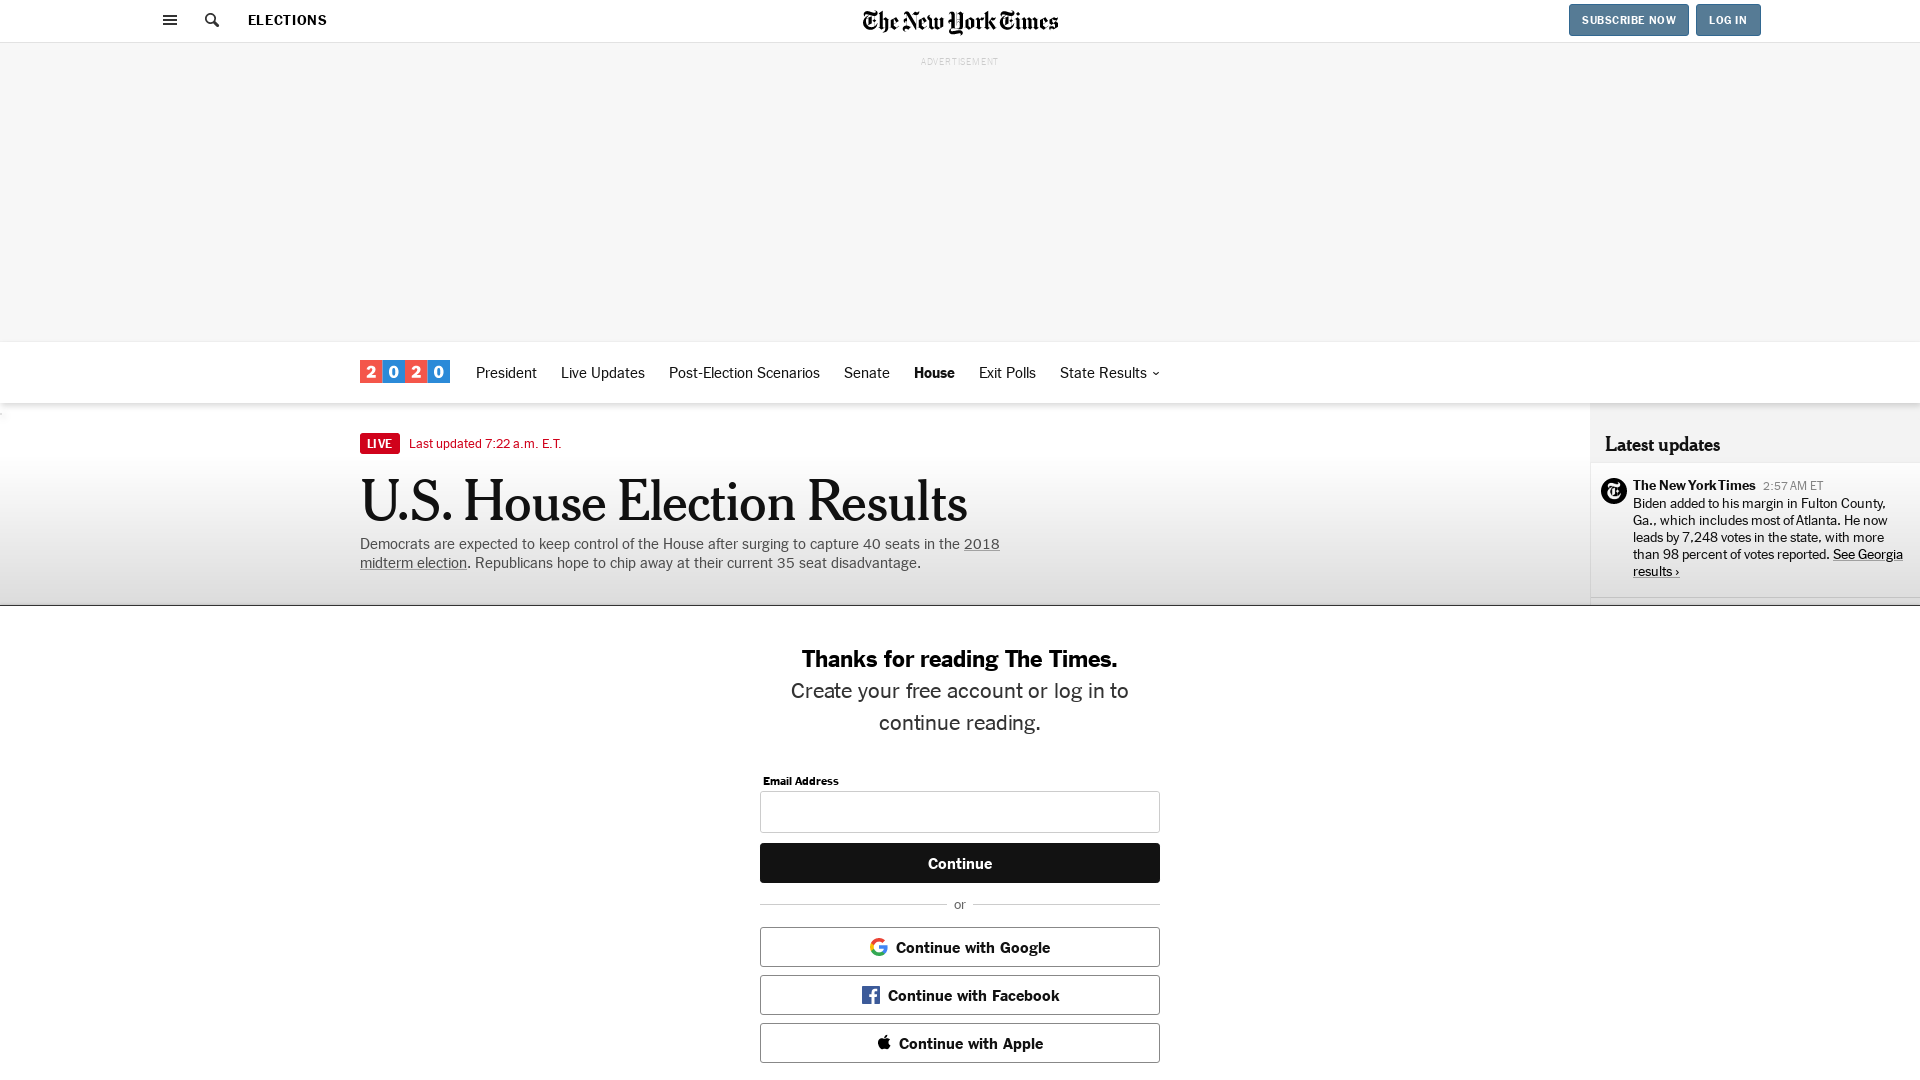 ELECTIONS
The New York Times
SUBSCRIBE NOW
LOG IN
ADVERTISEMENT
2020
President
Live Updates
Post-Election Scenarios
Senate
House
Exit Polls
State Results
LIVE
Last updated 7:22 a.m. E.T.
U.S. House Election Results
Democrats are expected to keep control of the House after surging to capture 40 seats in the 2018
midterm election. Republicans hope to chip away at their current 35 seat disadvantage.
Latest updates
The New York Times 2:57 AM ET
Biden added to his margin in Fulton County,
Ga., which includes most of Atlanta. He now
leads by 7,248 votes in the state, with more
than 98 percent of votes reported. See Georgia
results ›
Thanks for reading The Times.
Create your free account or log in to
continue reading.
Email Address
Continue
or
Continue with Google
Continue with Facebook
Continue with Apple